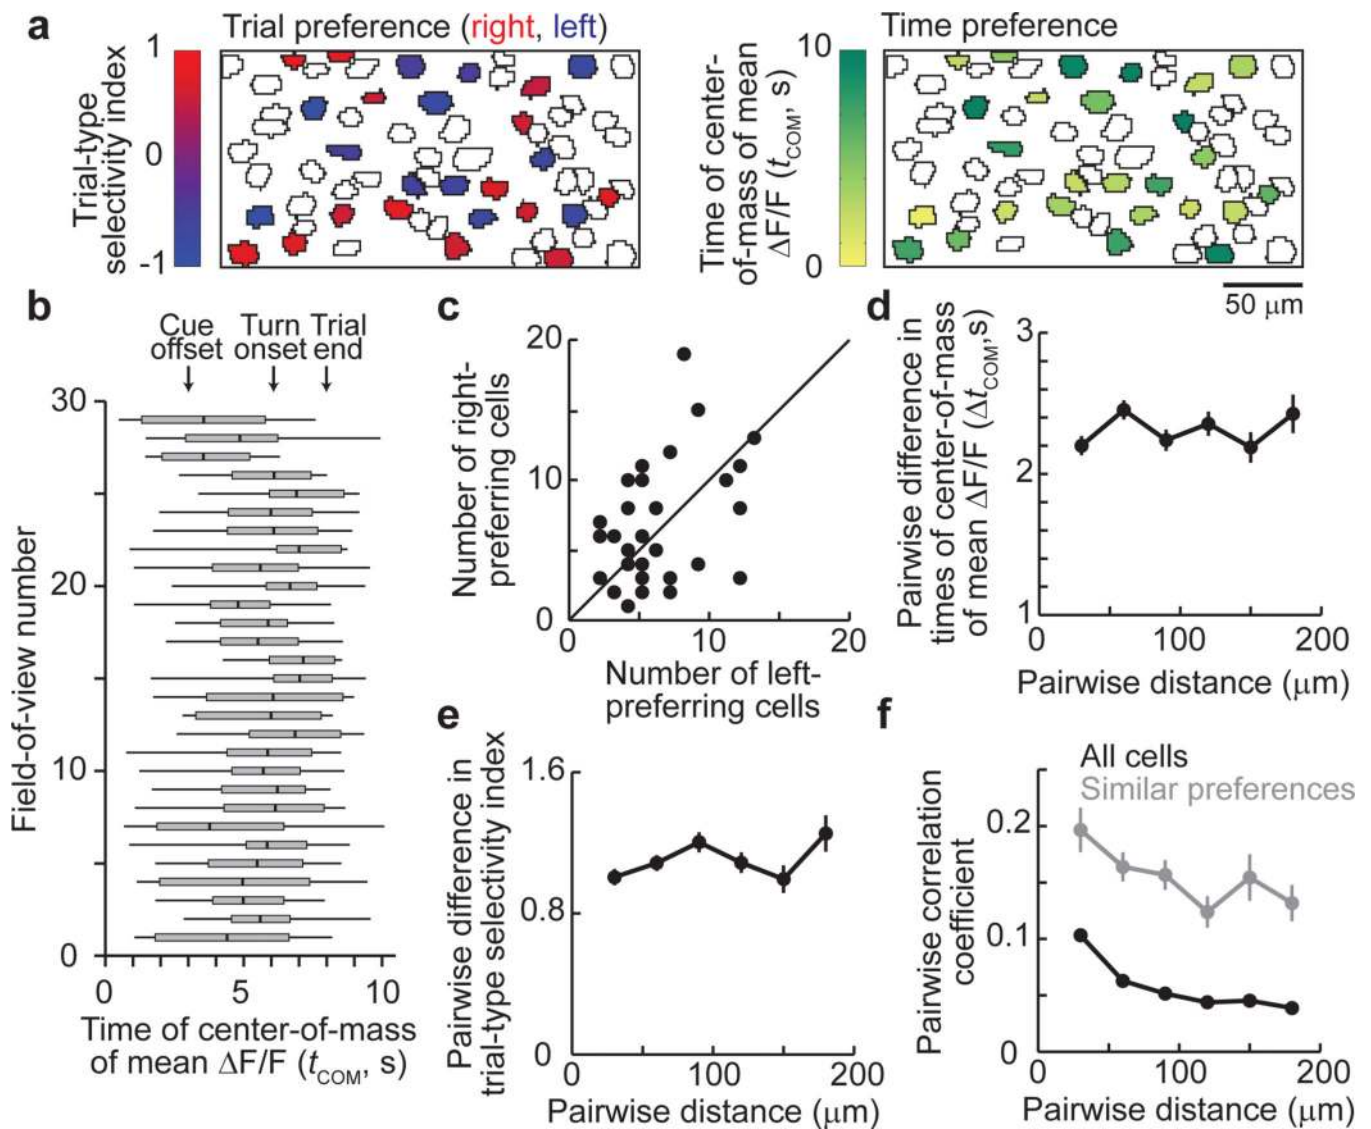 a
Trial preference (right, left)
Trial-type
selectivity index
1
0
-1
Time preference
Time of center-
of-mass of mean
ΔF/F (tCOM, s)
10
0
50 μm
b
Cue
offset
Turn
onset
Trial
end
Field-of-view number
30
20
10
0
0
5
10
Time of center-of-mass
of mean ΔF/F (tCOM, s)
c
Number of right-
preferring cells
20
10
0
0
10
20
Number of left-
preferring cells
d
Pairwise difference in
times of center-of-mass
of mean ΔF/F (ΔtCOM,s)
3
2
1
0
100
200
Pairwise distance (μm)
e
Pairwise difference in
trial-type selectivity index
1.6
0.8
0
0
100
200
Pairwise distance (μm)
f
All cells
Similar preferences
Pairwise correlation
coefficient
0.2
0.1
0
0
100
200
Pairwise distance (μm)